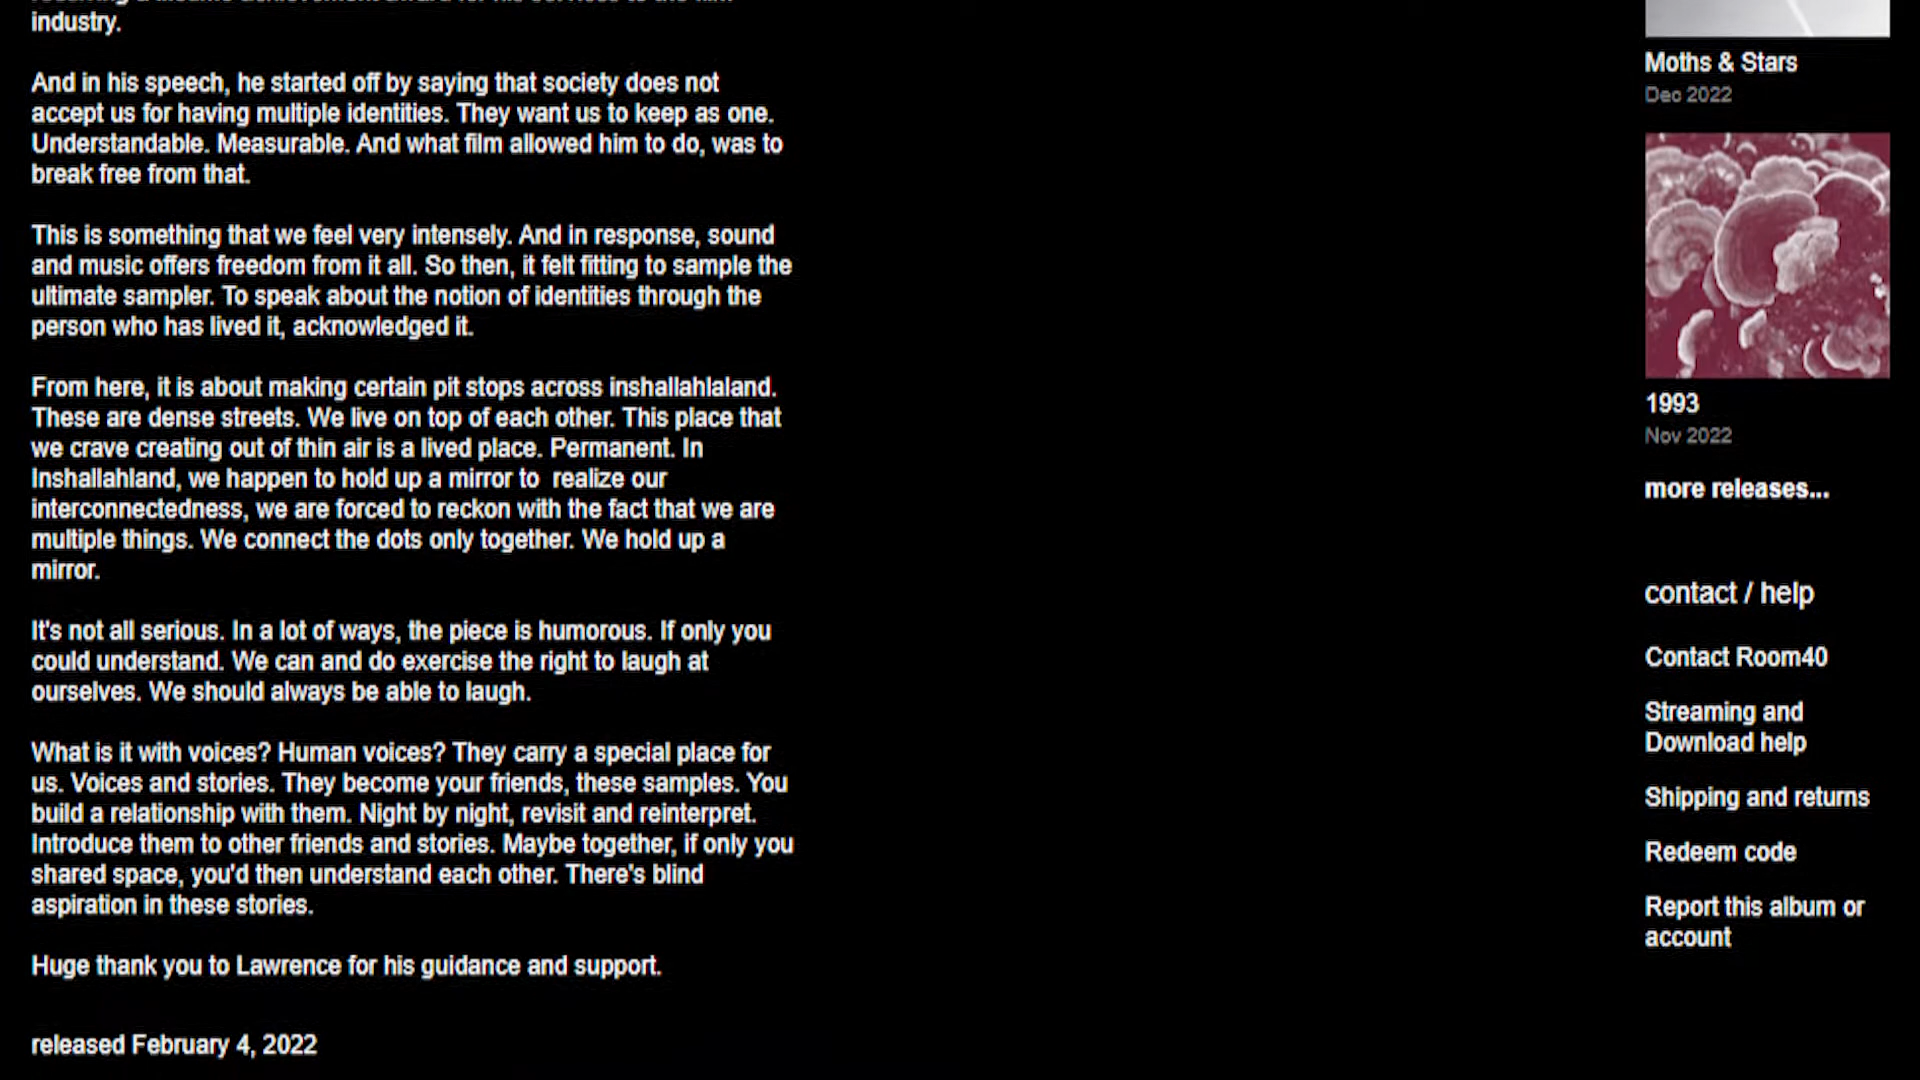 industry.
And in his speech, he started off by saying that society does not
accept us for having multiple identities. They want us to keep as one.
Understandable. Measurable. And what film allowed him to do, was to
break free from that.
This is something that we feel very intensely. And in response, sound
and music offers freedom from it all. So then, it felt fitting to sample the
ultimate sampler. To speak about the notion of identities through the
person who has lived it, acknowledged it.
From here, it is about making certain pit stops across inshallahlaland.
These are dense streets. We live on top of each other. This place that
we crave creating out of thin air is a lived place. Permanent. In
Inshallahland, we happen to hold up a mirror to  realize our
interconnectedness, we are forced to reckon with the fact that we are
multiple things. We connect the dots only together. We hold up a
mirror.
It's not all serious. In a lot of ways, the piece is humorous. If only you
could understand. We can and do exercise the right to laugh at
ourselves. We should always be able to laugh.
What is it with voices? Human voices? They carry a special place for
us. Voices and stories. They become your friends, these samples. You
build a relationship with them. Night by night, revisit and reinterpret.
Introduce them to other friends and stories. Maybe together, if only you
shared space, you'd then understand each other. There's blind
aspiration in these stories.
Huge thank you to Lawrence for his guidance and support.
released February 4, 2022
Moths & Stars
Dec 2022
1993
Nov 2022
more releases...
contact / help
Contact Room40
Streaming and
Download help
Shipping and returns
Redeem code
Report this album or
account